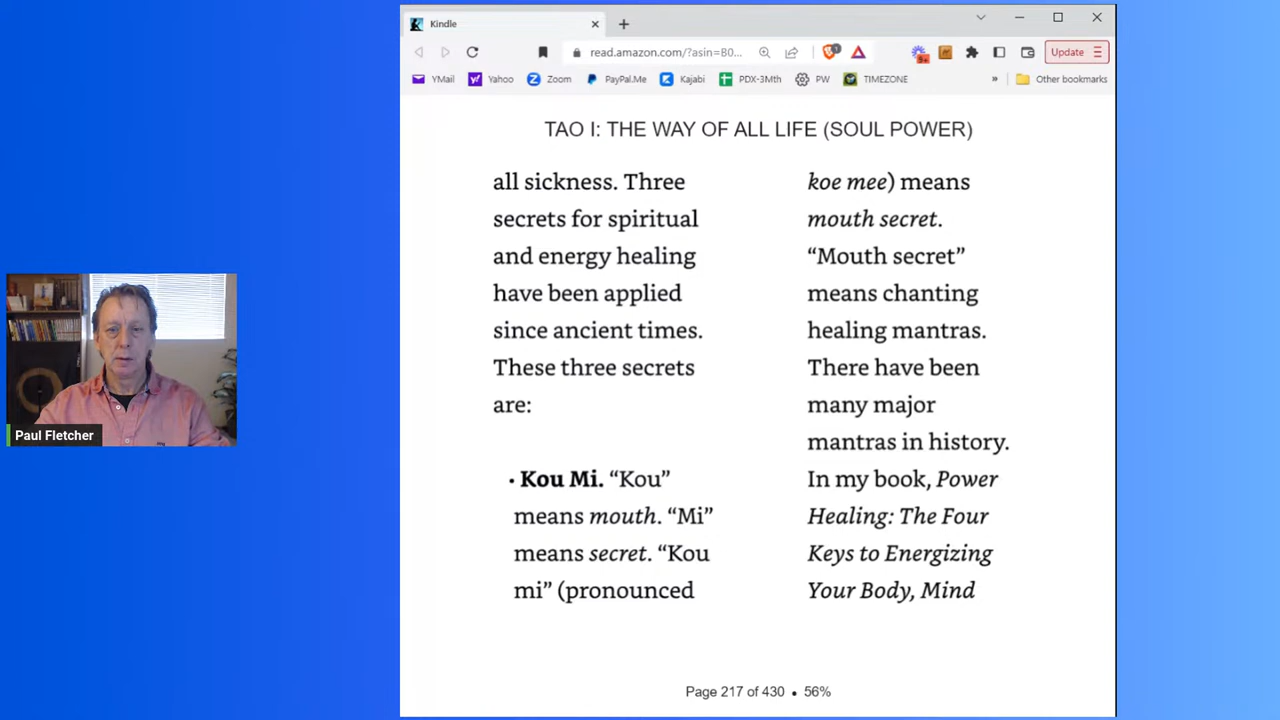 Kindle
read.amazon.com/?asin=B0...
Update
YMail Yahoo Zoom PayPal.Me Kajabi PDX-3Mth PW TIMEZONE » Other bookmarks
TAO I: THE WAY OF ALL LIFE (SOUL POWER)
all sickness. Three
secrets for spiritual
and energy healing
have been applied
since ancient times.
These three secrets
are:
• Kou Mi. “Kou”
means mouth. “Mi”
means secret. “Kou
mi” (pronounced
koe mee) means
mouth secret.
“Mouth secret”
means chanting
healing mantras.
There have been
many major
mantras in history.
In my book, Power
Healing: The Four
Keys to Energizing
Your Body, Mind
Page 217 of 430 • 56%
Paul Fletcher